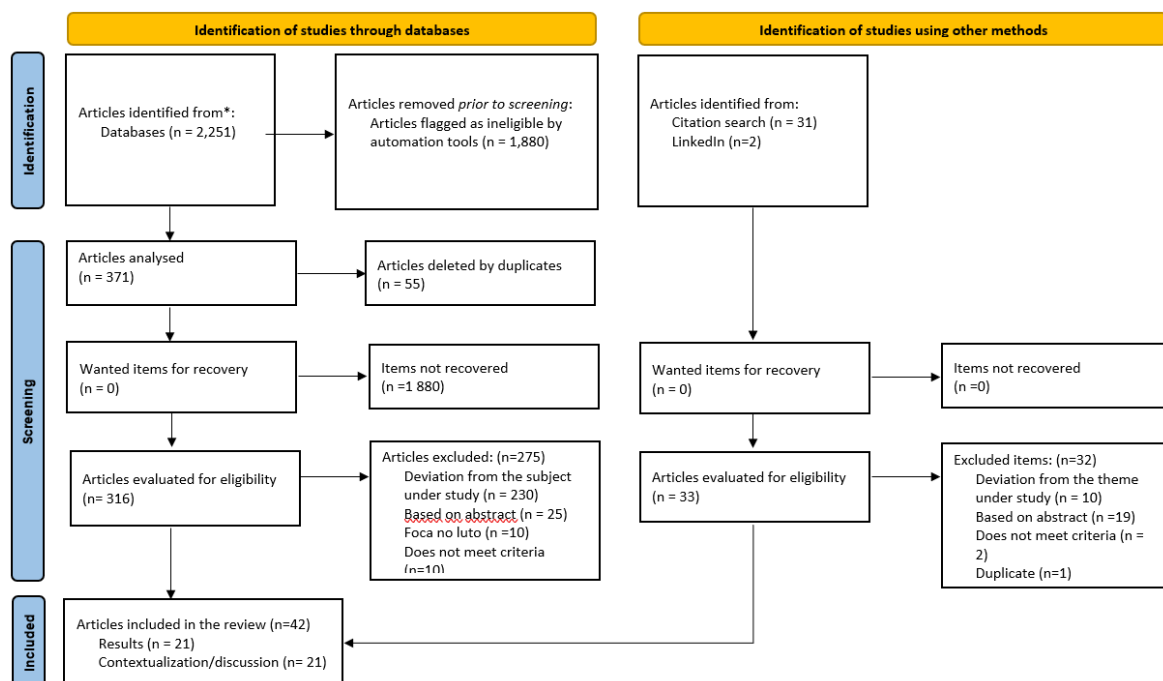 Identification of studies through databases
Identification of studies using other methods
Identification
Articles identified from*:
Databases (n = 2,251)
Articles removed prior to screening:
Articles flagged as ineligible by
automation tools (n = 1,880)
Articles identified from:
Citation search (n = 31)
LinkedIn (n=2)
Screening
Articles analysed
(n = 371)
Articles deleted by duplicates
(n = 55)
Wanted items for recovery
(n = 0)
Items not recovered
(n =1 880)
Wanted items for recovery
(n = 0)
Items not recovered
(n =0)
Articles evaluated for eligibility
(n = 316)
Articles excluded: (n=275)
Deviation from the subject
under study (n = 230)
Based on abstract (n = 25)
Foca no luto (n =10)
Does not meet criteria
(n=10)
Articles evaluated for eligibility
(n = 33)
Excluded items: (n=32)
Deviation from the theme
under study (n = 10)
Based on abstract (n =19)
Does not meet criteria (n =
2)
Duplicate (n=1)
Included
Articles included in the review (n=42)
Results (n = 21)
Contextualization/discussion (n= 21)